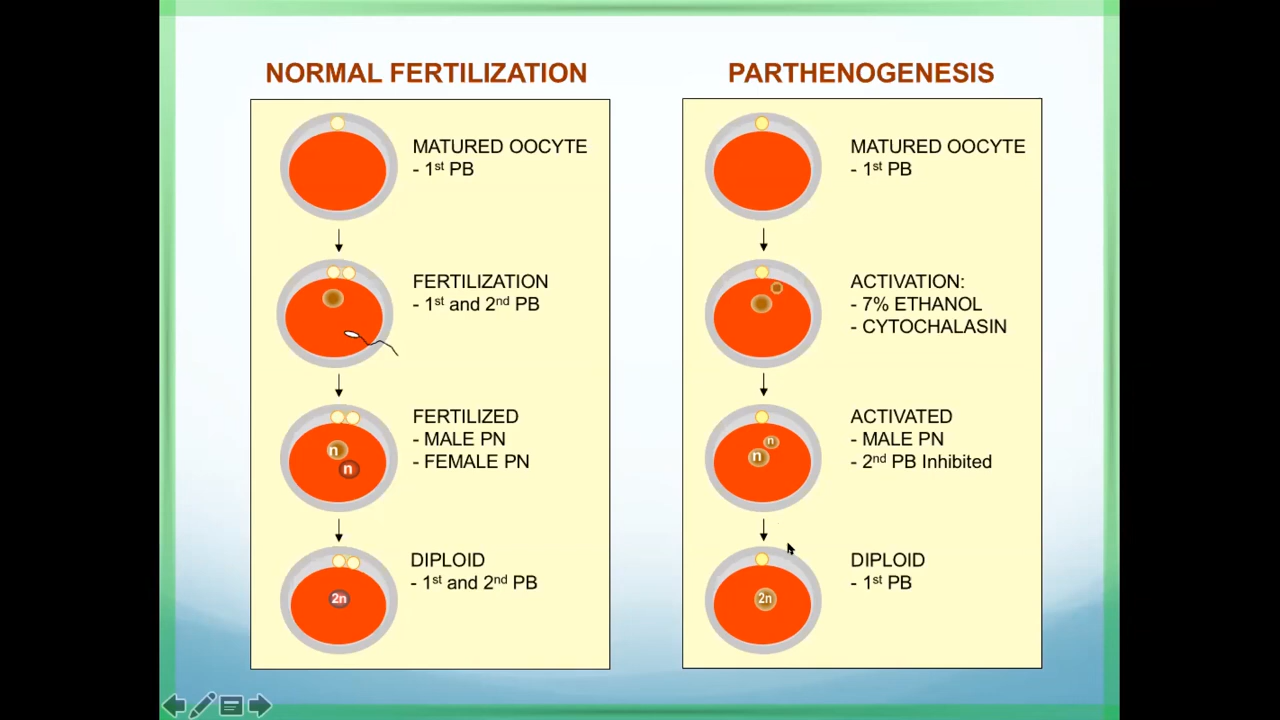 NORMAL FERTILIZATION
MATURED OOCYTE
- 1st PB
FERTILIZATION
- 1st and 2nd PB
FERTILIZED
- MALE PN
- FEMALE PN
n
n
DIPLOID
- 1st and 2nd PB
2n
PARTHENOGENESIS
MATURED OOCYTE
- 1st PB
ACTIVATION:
- 7% ETHANOL
- CYTOCHALASIN
ACTIVATED
- MALE PN
- 2nd PB Inhibited
n
n
DIPLOID
- 1st PB
2n